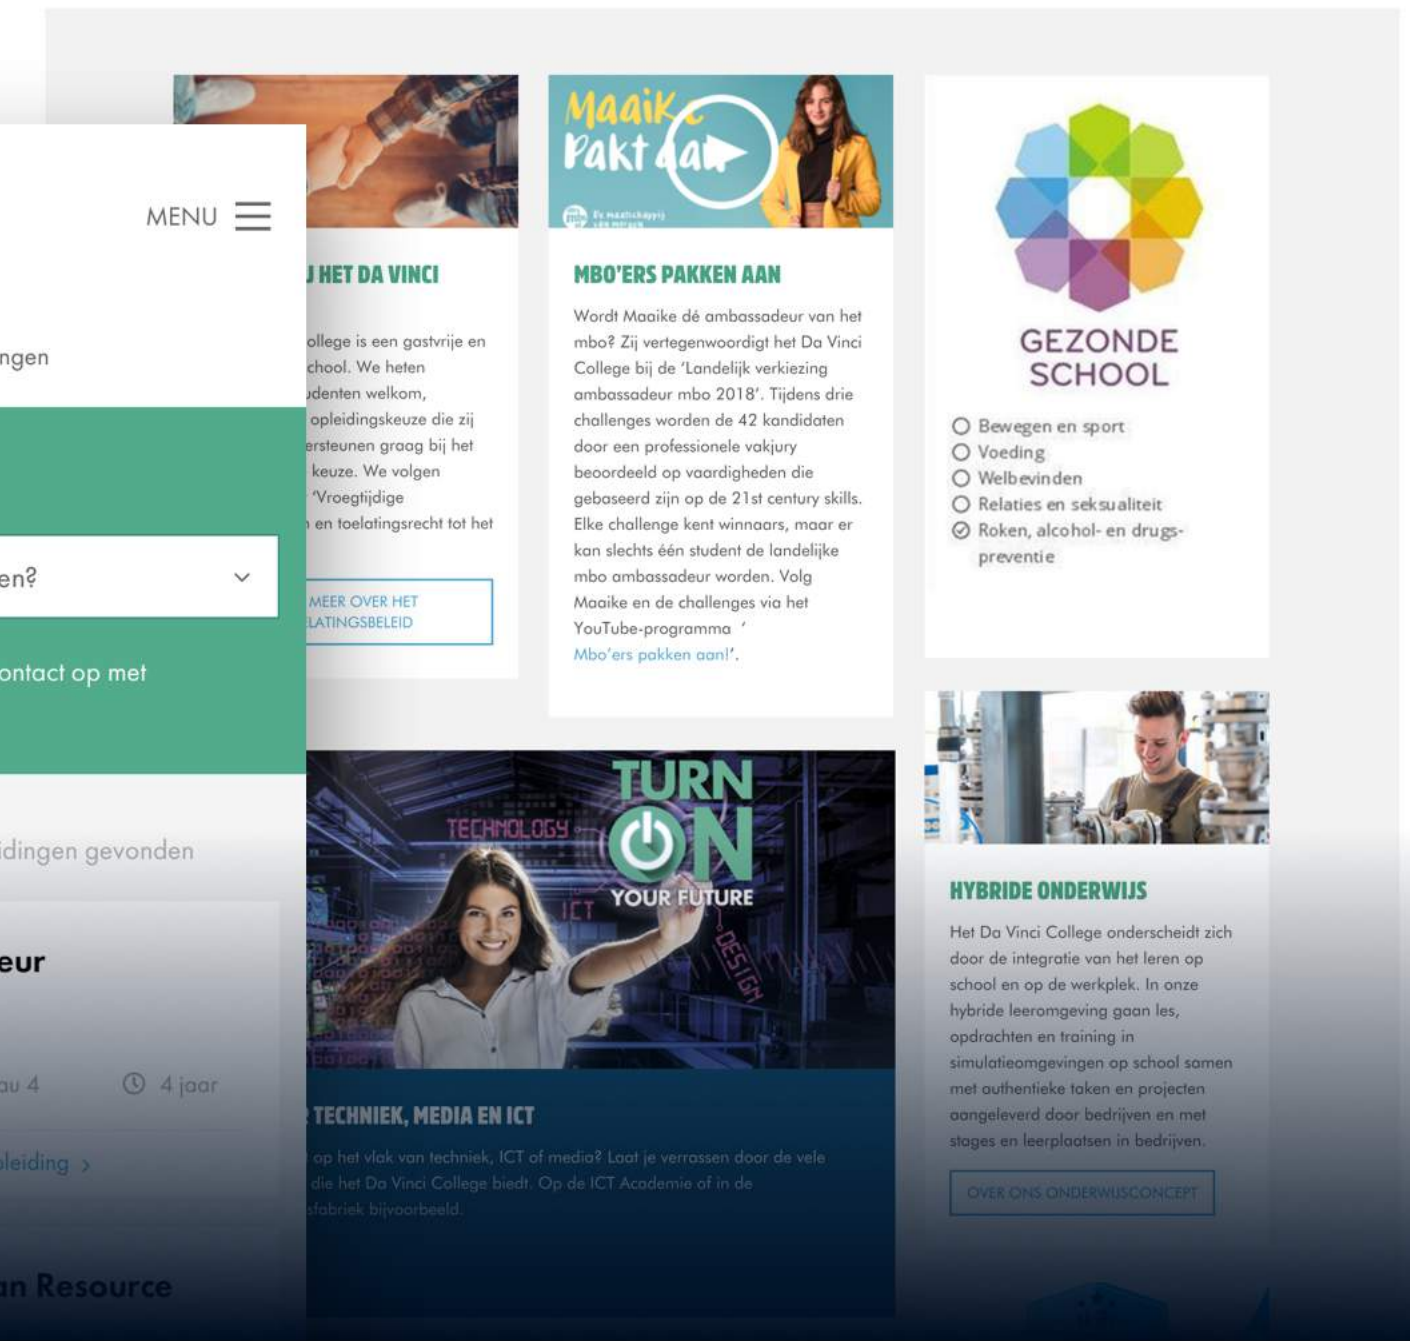 MENU
ngen
en?
ontact op met
idingen gevonden
eur
au 4
4 jaar
pleiding >
an Resource
J HET DA VINCI
ollege is een gastvrije en
chool. We heten
udenten welkom,
opleidingskeuze die zij
ersteunen graag bij het
keuze. We volgen
'Vroegtijdige
en toelatingsrecht tot het
MEER OVER HET
LATINGSBELEID
Maaike
Pakt aan
De maatschappij
van morgen
MBO'ERS PAKKEN AAN
Wordt Maaike dé ambassadeur van het
mbo? Zij vertegenwoordigt het Da Vinci
College bij de 'Landelijk verkiezing
ambassadeur mbo 2018'. Tijdens drie
challenges worden de 42 kandidaten
door een professionele vakjury
beoordeeld op vaardigheden die
gebaseerd zijn op de 21st century skills.
Elke challenge kent winnaars, maar er
kan slechts één student de landelijke
mbo ambassadeur worden. Volg
Maaike en de challenges via het
YouTube-programma '
Mbo'ers pakken aan!'.
GEZONDE
SCHOOL
Bewegen en sport
Voeding
Welbevinden
Relaties en seksualiteit
Roken, alcohol- en drugs-
preventie
TURN
ON
YOUR FUTURE
TECHNOLOGY
ICT
DESIGN
TECHNIEK, MEDIA EN ICT
op het vlak van techniek, ICT of media? Laat je verrassen door de vele
die het Da Vinci College biedt. Op de ICT Academie of in de
sfabriek bijvoorbeeld.
HYBRIDE ONDERWIJS
Het Da Vinci College onderscheidt zich
door de integratie van het leren op
school en op de werkplek. In onze
hybride leeromgeving gaan les,
opdrachten en training in
simulatieomgevingen op school samen
met authentieke taken en projecten
aangeleverd door bedrijven en met
stages en leerplaatsen in bedrijven.
OVER ONS ONDERWIJSCONCEPT